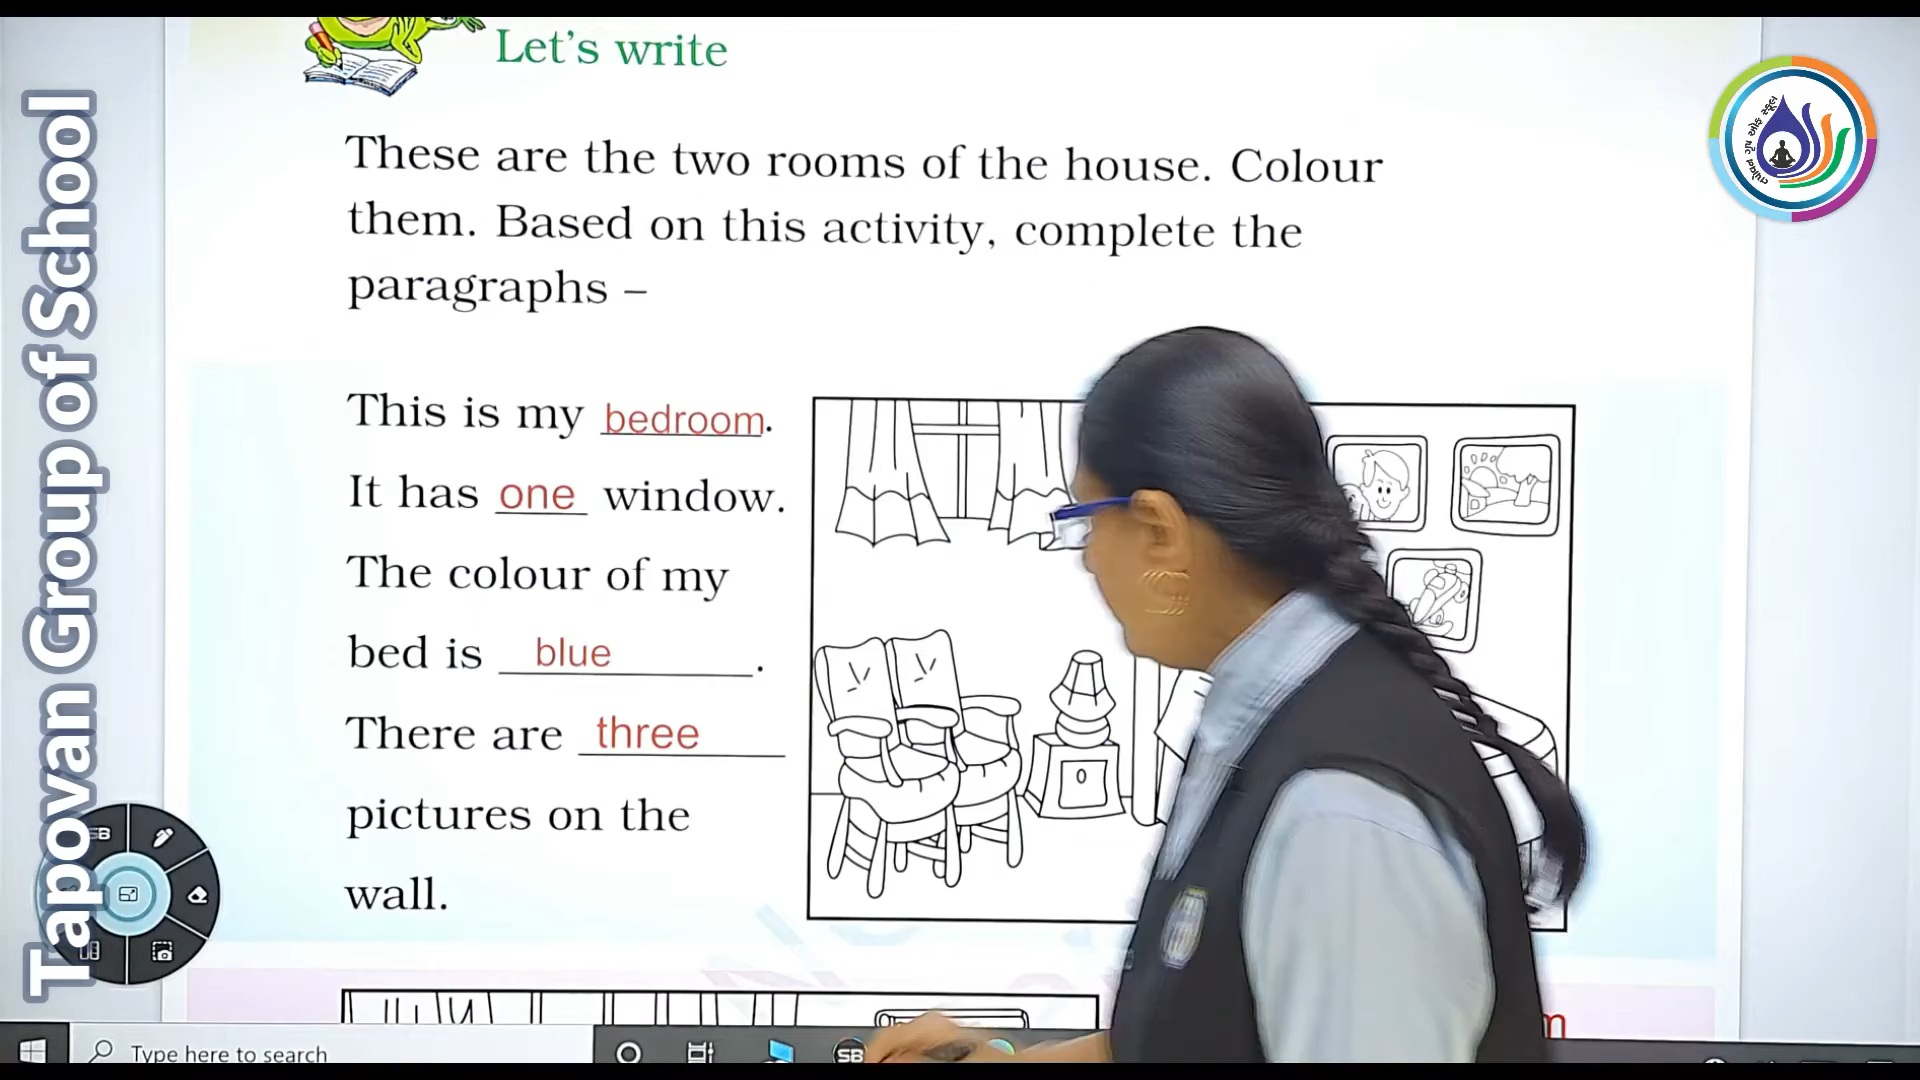 Let's write
These are the two rooms of the house. Colour
them. Based on this activity, complete the
paragraphs –
This is my bedroom.
It has one window.
The colour of my
bed is blue.
There are three
pictures on the
wall.
Tapovan Group of School
SB
Type here to search
SB